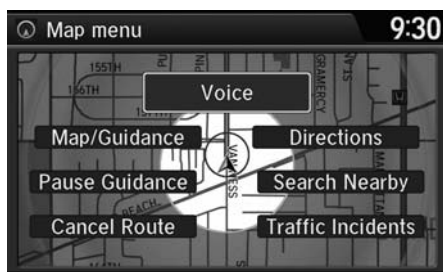 Map menu
9:30
155TH
156TH
Voice
GRAMERCY
Map/Guidance
Directions
VAN NESS
Pause Guidance
Search Nearby
BEACH
Cancel Route
Traffic Incidents